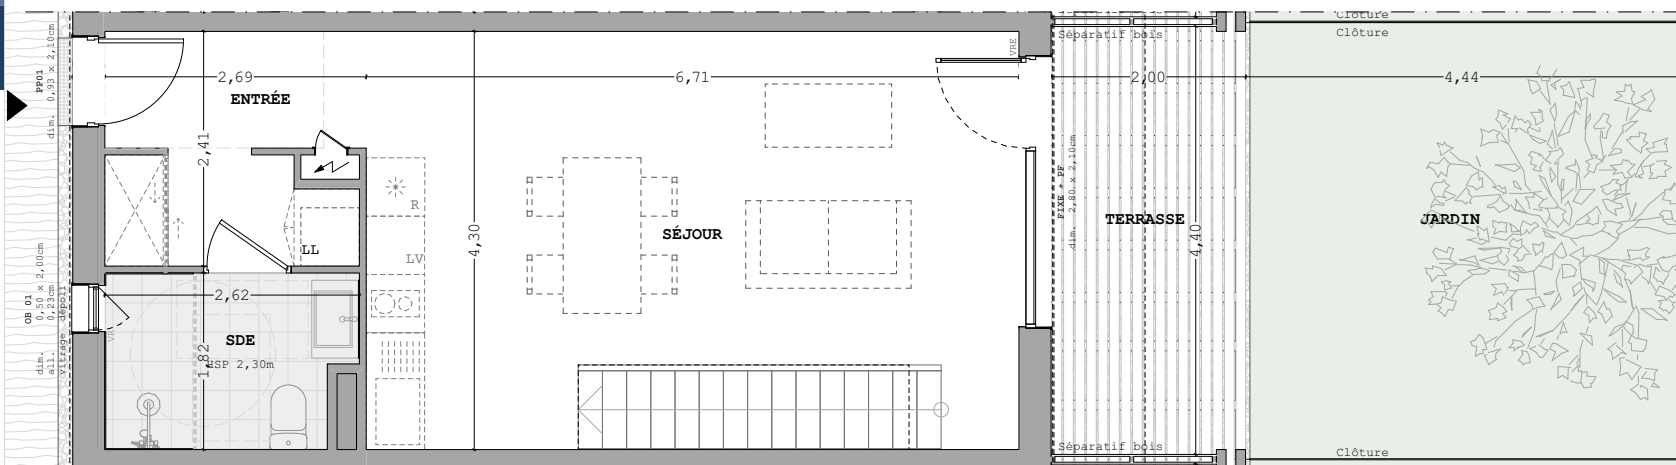 Clôture
Clôture
Séparatif bois
VRE
PP01
dim. 0,93 x 2,10cm
2,69
6,71
2,00
4,44
ENTRÉE
2,41
FIXE + PF
dim. 2,80 x 2,10cm
R
4,30
SÉJOUR
TERRASSE
4,40
JARDIN
LL
LV
OB 01
dim. 0,50 x 2,00cm
all. 0,23cm
vitrage dépoli
2,62
SDE
1,82
HSP 2,30m
Séparatif bois
Clôture